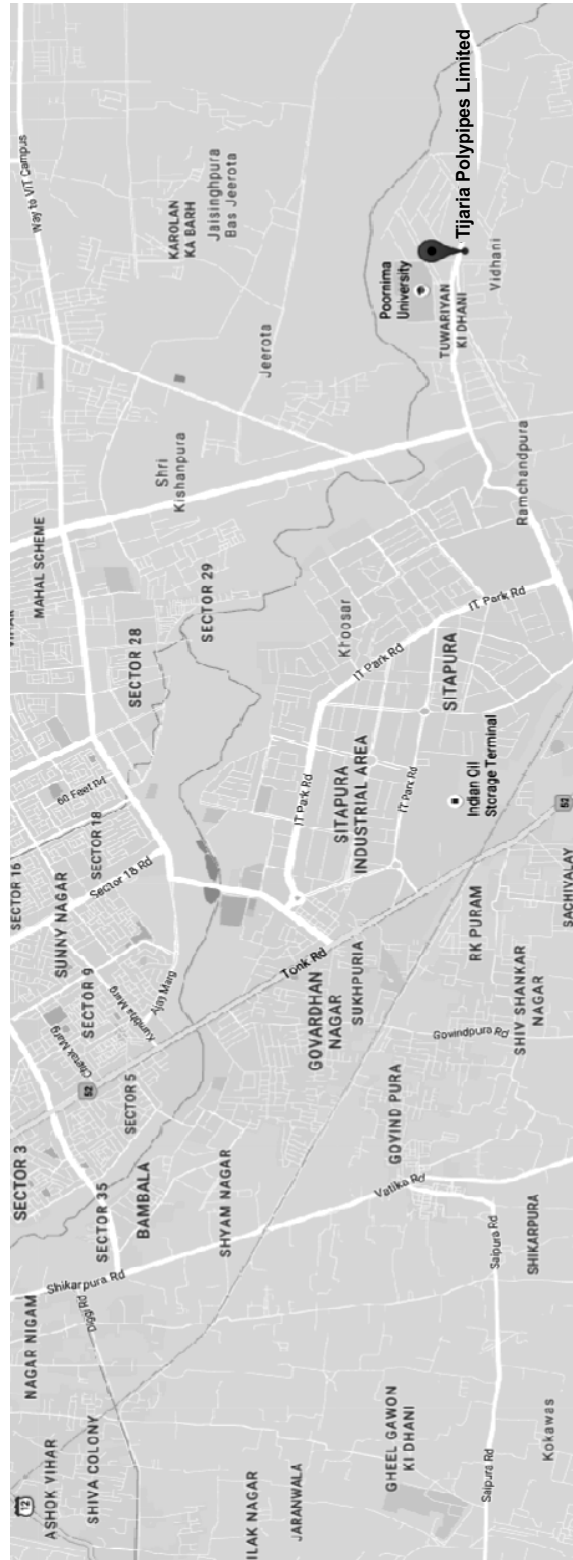 12
NAGAR NIGAM
SECTOR 3
SECTOR 16
MAHAL SCHEME
Way to VIT Campus
ASHOK VIHAR
SUNNY NAGAR
60 Feet Rd
SHIVA COLONY
Diggi Rd
Shikarpura Rd
SECTOR 35
52
SECTOR 9
Chetak Marg
SECTOR 18
Sector 18 Rd
SECTOR 5
Kumbha Marg
Ajay Marg
SECTOR 28
BAMBALA
Shri
Kishanpura
KAROLAN
KA BARH
Jaisinghpura
Bas Jeerota
SECTOR 29
SHYAM NAGAR
ILAK NAGAR
JARANWALA
Jeerota
Tonk Rd
IT Park Rd
GOVARDHAN
NAGAR
SUKHPURIA
SITAPURA
INDUSTRIAL AREA
Khoosar
IT Park Rd
Vatika Rd
GOVIND PURA
IT Park Rd
Poornima
University
GHEEL GAWON
KI DHANI
Govindpura Rd
SITAPURA
IT Park Rd
TUWARIYAN
KI DHANI
Tijaria Polypipes Limited
RK PURAM
Indian Oil
Storage Terminal
Saipura Rd
Saipura Rd
Vidhani
SHIV SHANKAR
NAGAR
Ramchandpura
SHIKARPURA
Kokawas
SACHIVALAY
52